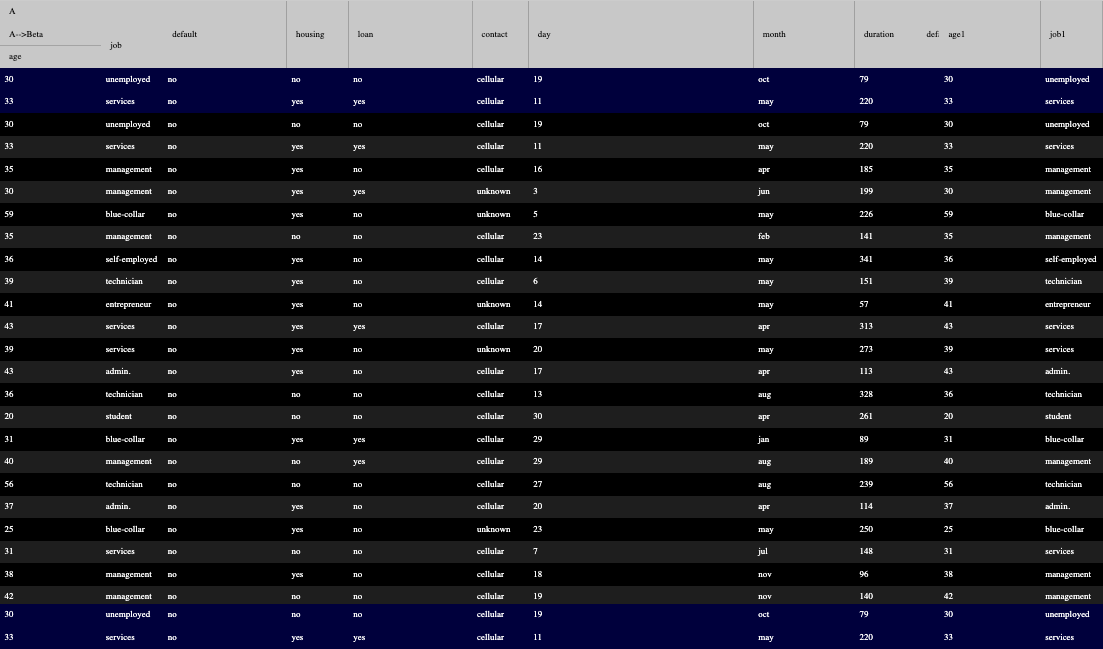 A
A-->Beta job default housing loan contact day month duration defi age1 job1
age
30 unemployed no no no cellular 19 oct 79 30 unemployed
33 services no yes yes cellular 11 may 220 33 services
30 unemployed no no no cellular 19 oct 79 30 unemployed
33 services no yes yes cellular 11 may 220 33 services
35 management no yes no cellular 16 apr 185 35 management
30 management no yes yes unknown 3 jun 199 30 management
59 blue-collar no yes no unknown 5 may 226 59 blue-collar
35 management no no no cellular 23 feb 141 35 management
36 self-employed no yes no cellular 14 may 341 36 self-employed
39 technician no yes no cellular 6 may 151 39 technician
41 entrepreneur no yes no unknown 14 may 57 41 entrepreneur
43 services no yes yes cellular 17 apr 313 43 services
39 services no yes no unknown 20 may 273 39 services
43 admin. no yes no cellular 17 apr 113 43 admin.
36 technician no no no cellular 13 aug 328 36 technician
20 student no no no cellular 30 apr 261 20 student
31 blue-collar no yes yes cellular 29 jan 89 31 blue-collar
40 management no no yes cellular 29 aug 189 40 management
56 technician no no no cellular 27 aug 239 56 technician
37 admin. no yes no cellular 20 apr 114 37 admin.
25 blue-collar no yes no unknown 23 may 250 25 blue-collar
31 services no no no cellular 7 jul 148 31 services
38 management no yes no cellular 18 nov 96 38 management
42 management no no no cellular 19 nov 140 42 management
30 unemployed no no no cellular 19 oct 79 30 unemployed
33 services no yes yes cellular 11 may 220 33 services